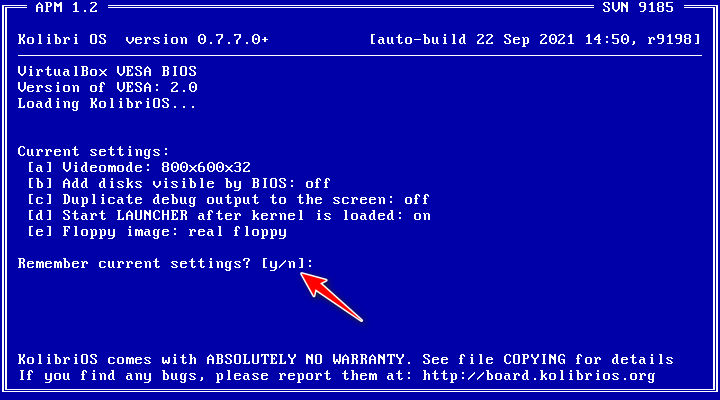 APM 1.2 SVN 9185
Kolibri OS version 0.7.7.0+ [auto-build 22 Sep 2021 14:50, r9198]
VirtualBox VESA BIOS
Version of VESA: 2.0
Loading KolibriOS...
Current settings:
[a] Videomode: 800x600x32
[b] Add disks visible by BIOS: off
[c] Duplicate debug output to the screen: off
[d] Start LAUNCHER after kernel is loaded: on
[e] Floppy image: real floppy
Remember current settings? [y/n]:
KolibriOS comes with ABSOLUTELY NO WARRANTY. See file COPYING for details
If you find any bugs, please report them at: http://board.kolibrios.org